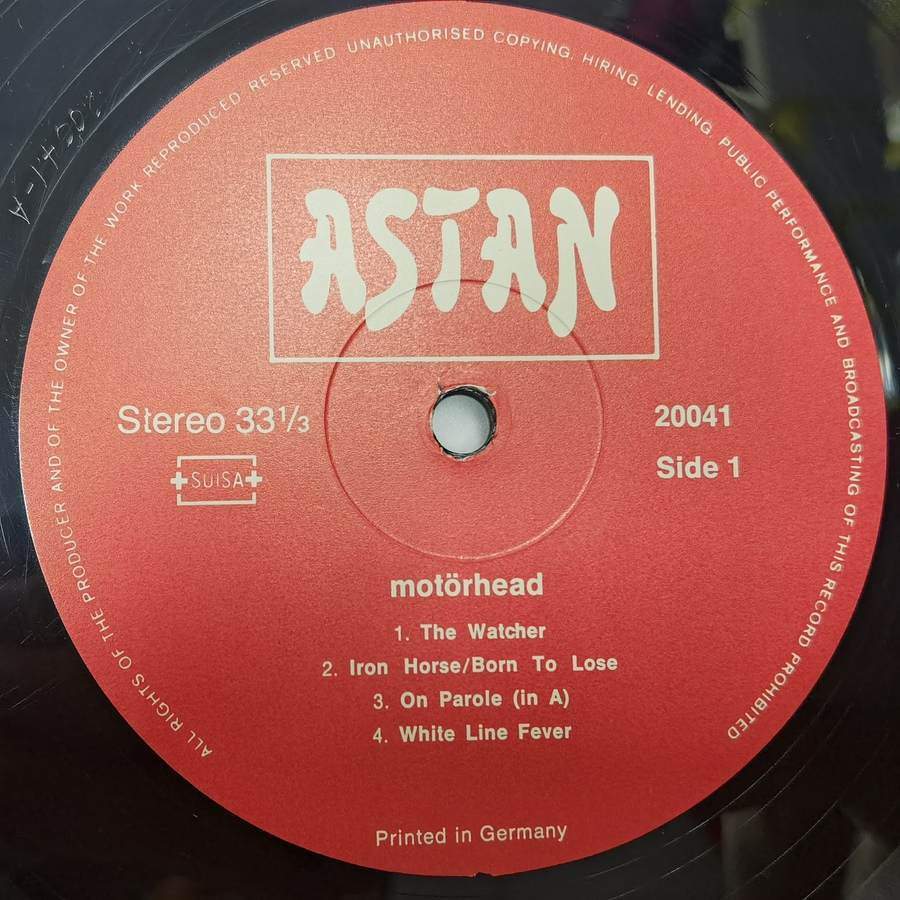 ALL RIGHTS OF THE PRODUCER AND OF THE OWNER OF THE WORK REPRODUCED RESERVED UNAUTHORISED COPYING, HIRING, LENDING, PUBLIC PERFORMANCE AND BROADCASTING OF THIS RECORD PROHIBITED
ASTAN
Stereo 33⅓
20041
SUISA
Side 1
motörhead
1. The Watcher
2. Iron Horse/Born To Lose
3. On Parole (in A)
4. White Line Fever
Printed in Germany